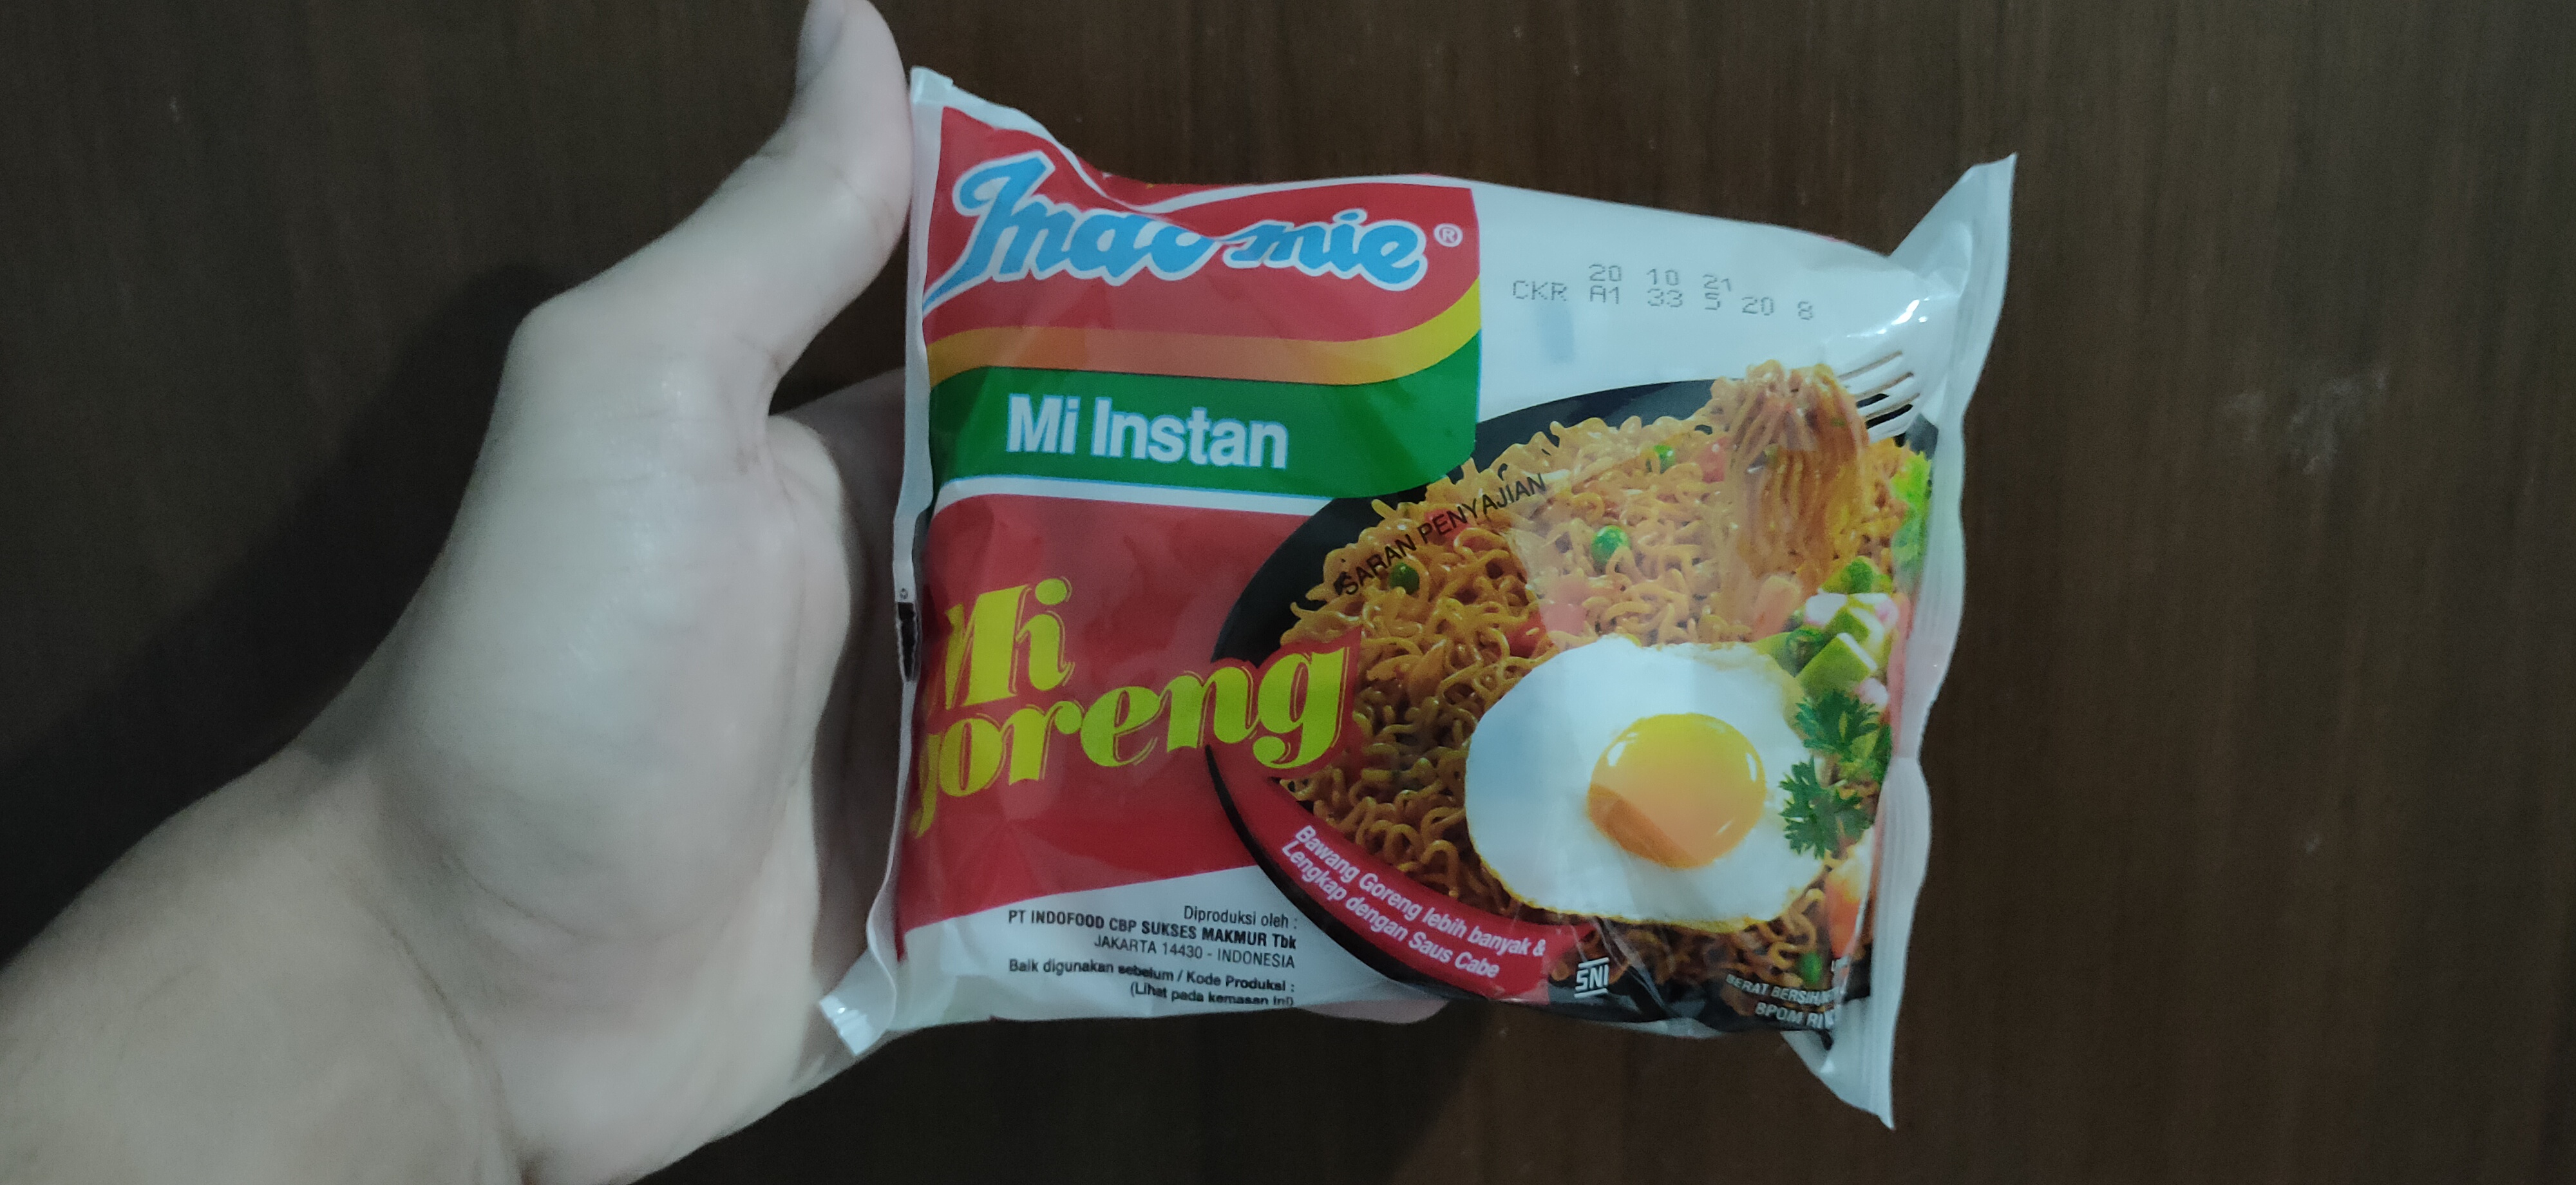 Indomie®
20 10 21
CKR A1 33 5 20 8
Mi Instan
SARAN PENYAJIAN
Mi
goreng
Bawang Goreng lebih banyak &
Lengkap dengan Saus Cabe
Diproduksi oleh :
PT INDOFOOD CBP SUKSES MAKMUR Tbk
JAKARTA 14430 - INDONESIA
Baik digunakan sebelum / Kode Produksi :
(Lihat pada kemasan ini)
SNI
BERAT BERSIH
BPOM RI